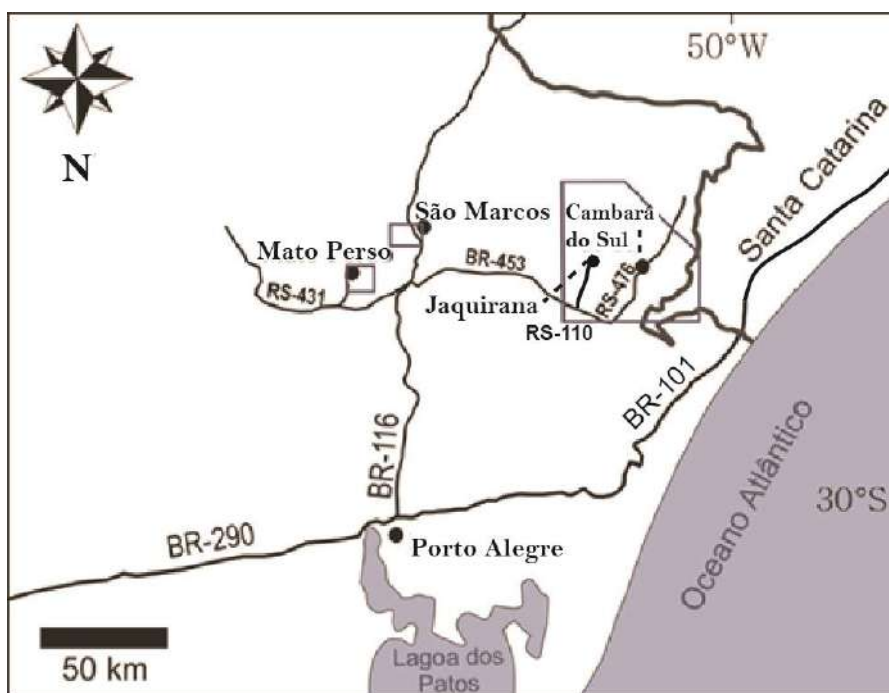 50°W
N
São Marcos
Cambará
do Sul
Santa Catarina
Mato Perso
BR-453
RS-431
Jaquirana
RS-476
RS-110
BR-101
BR-116
Oceano Atlântico
30°S
BR-290
Porto Alegre
50 km
Lagoa dos
Patos